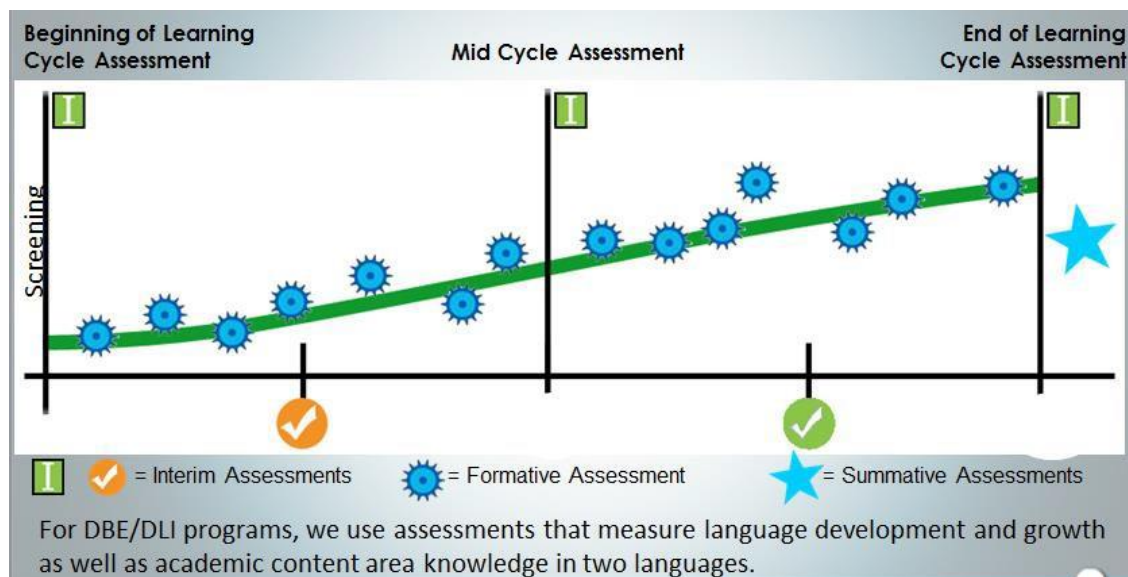 Beginning of Learning
Cycle Assessment
Mid Cycle Assessment
End of Learning
Cycle Assessment
I
I
I
Screening
I
= Interim Assessments
= Formative Assessment
= Summative Assessments
For DBE/DLI programs, we use assessments that measure language development and growth
as well as academic content area knowledge in two languages.